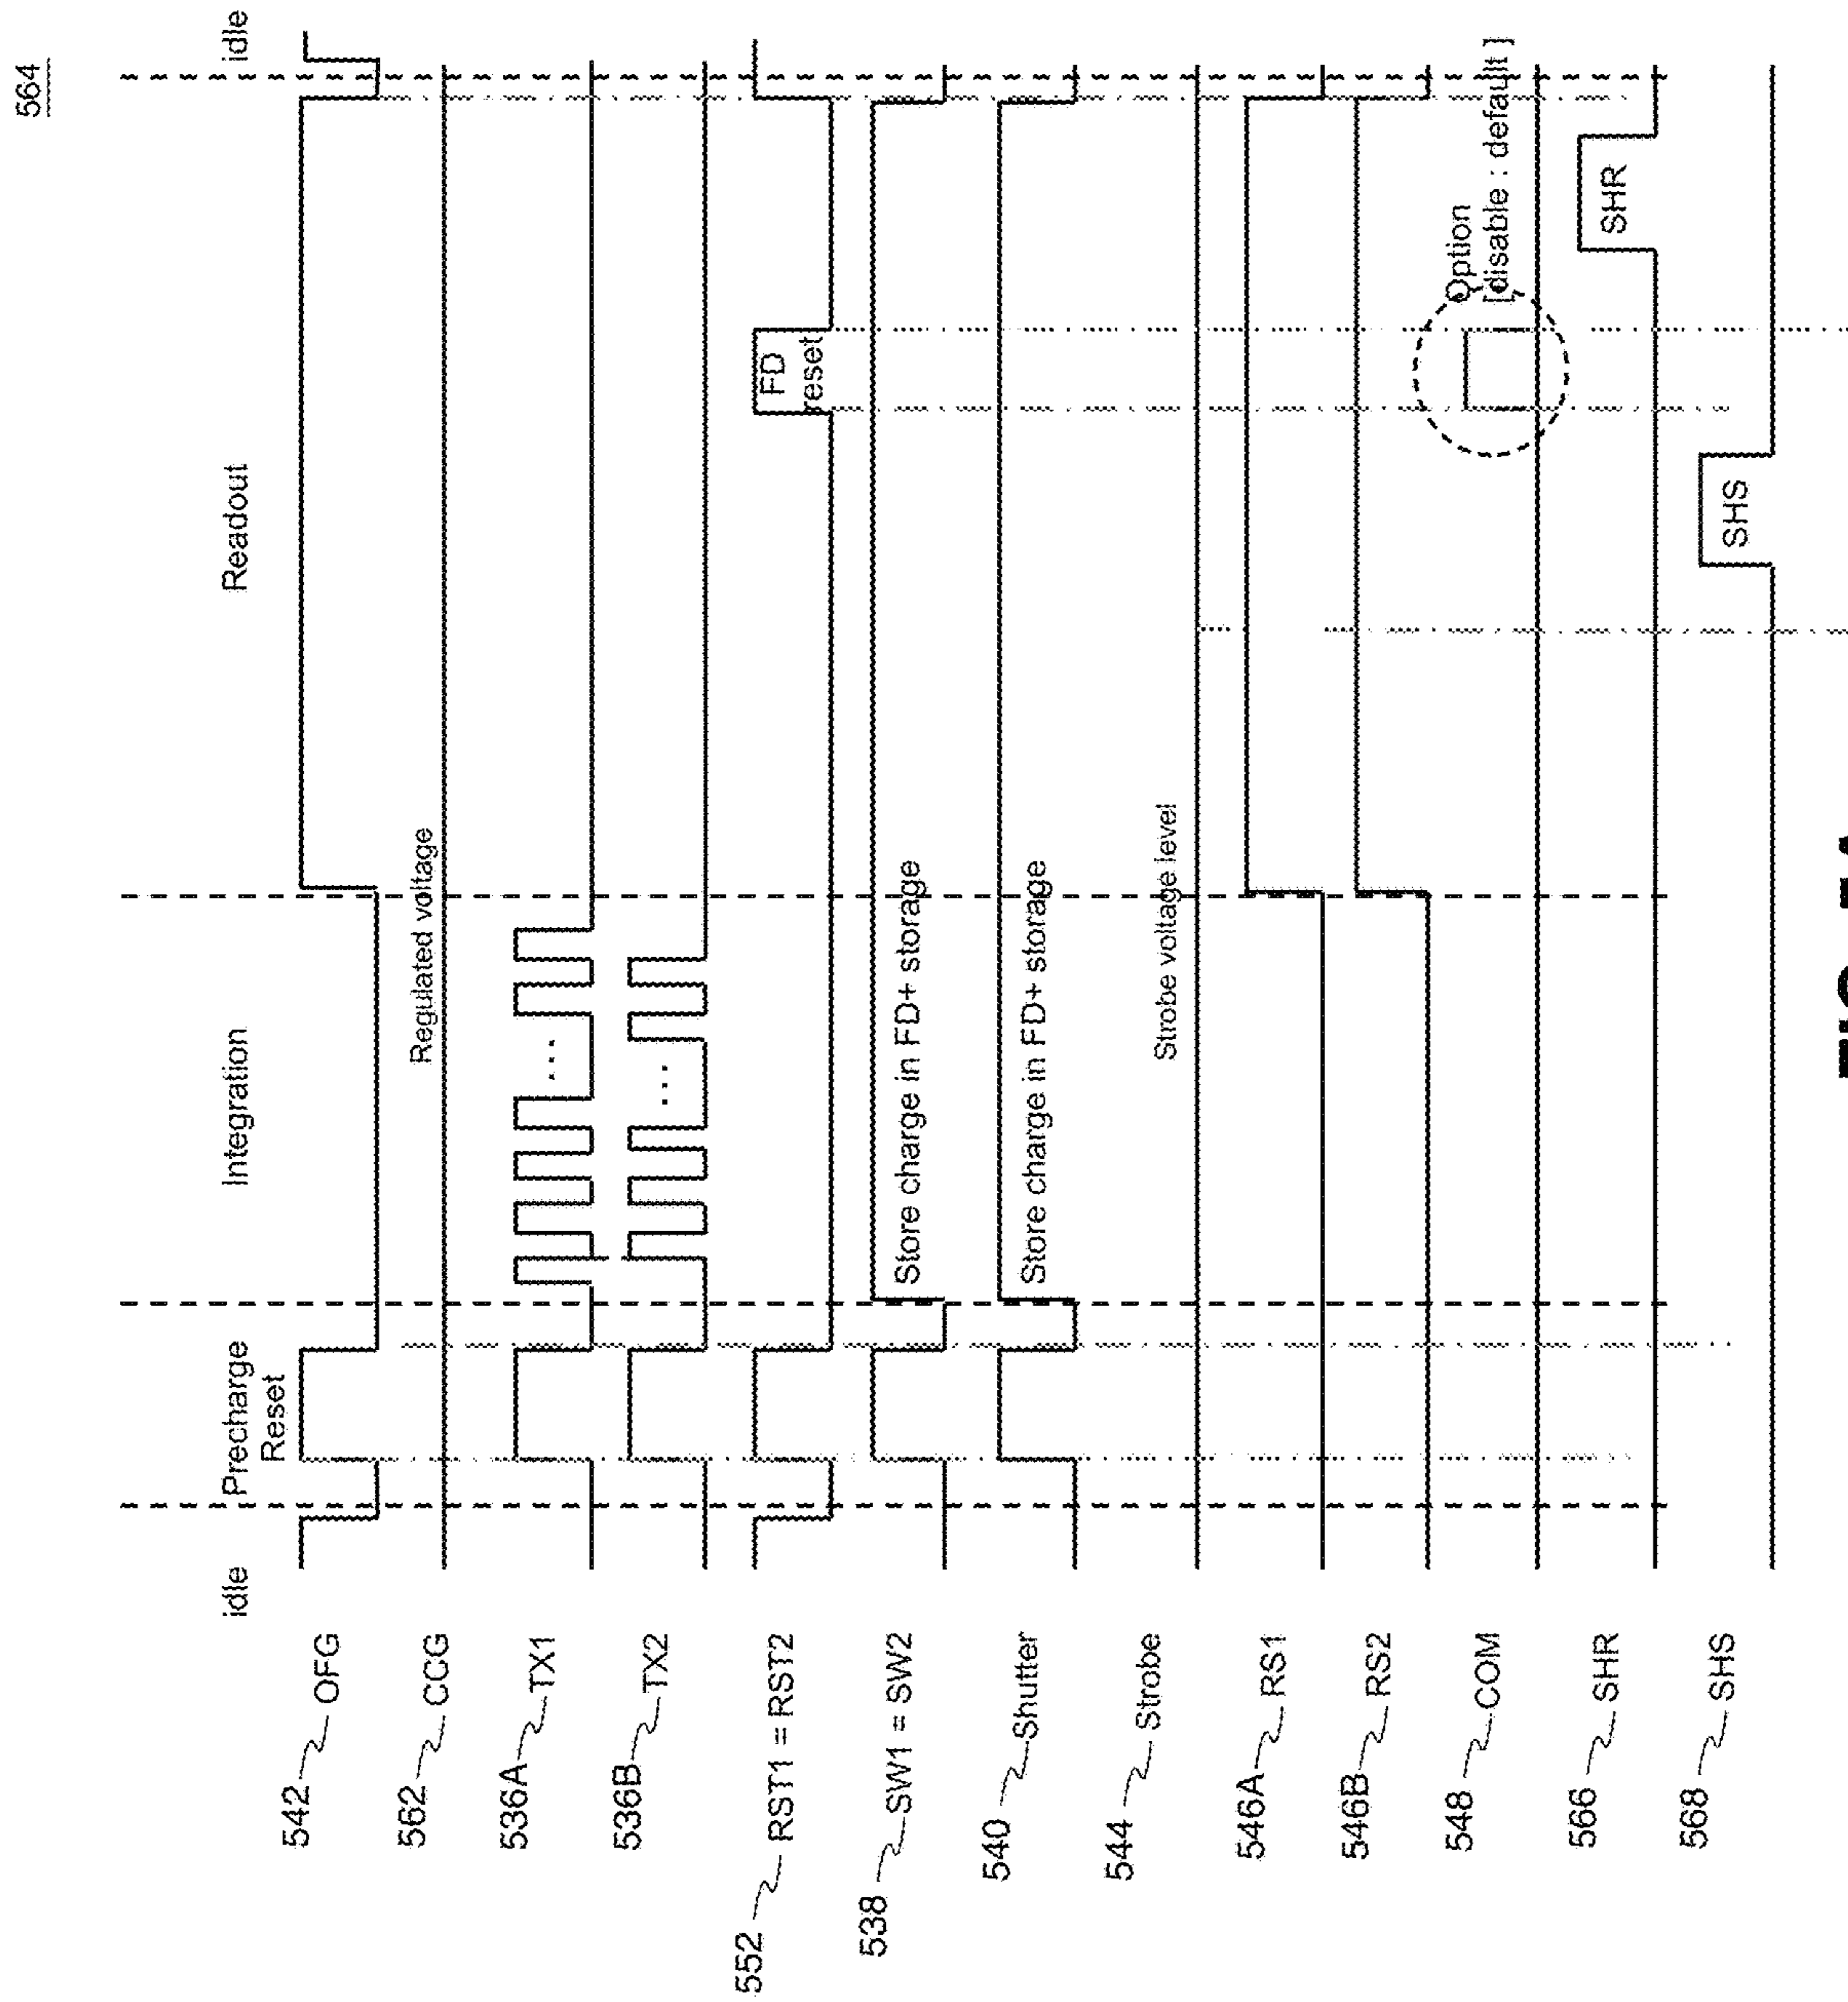 564
idle
Precharge
Reset
Integration
Readout
idle
542 OFG
562 CCG
Regulated voltage
536A TX1
...
536B TX2
...
552 RST1 = RST2
FD
reset
538 SW1 = SW2
Store charge in FD+ storage
540 Shutter
Store charge in FD+ storage
544 Strobe
Strobe voltage level
546A RS1
546B RS2
548 COM
Option
[disable : default ]
566 SHR
SHR
568 SHS
SHS